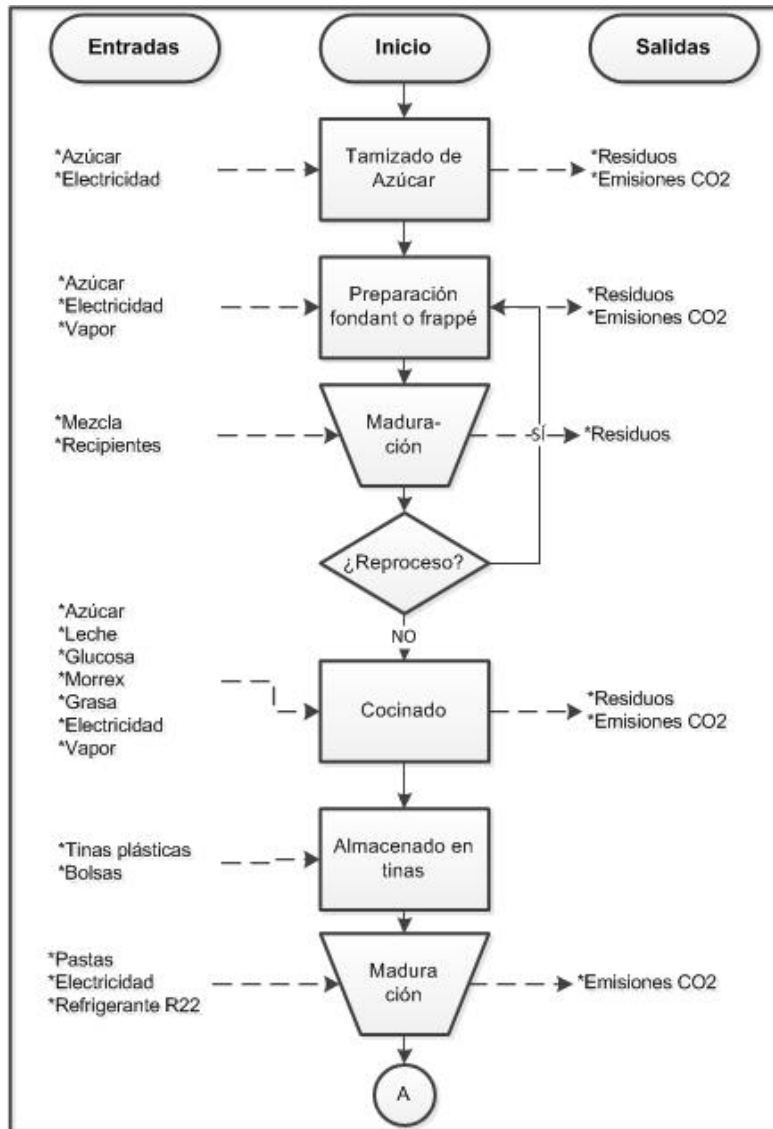 Entradas
Inicio
Salidas
*Azúcar
*Electricidad
Tamizado de
Azúcar
*Residuos
*Emisiones CO2
*Azúcar
*Electricidad
*Vapor
Preparación
fondant o frappé
*Residuos
*Emisiones CO2
*Mezcla
*Recipientes
Madura-
ción
SÍ
*Residuos
¿Reproceso?
NO
*Azúcar
*Leche
*Glucosa
*Morrex
*Grasa
*Electricidad
*Vapor
Cocinado
*Residuos
*Emisiones CO2
*Tinas plásticas
*Bolsas
Almacenado en
tinas
*Pastas
*Electricidad
*Refrigerante R22
Madura
ción
*Emisiones CO2
A